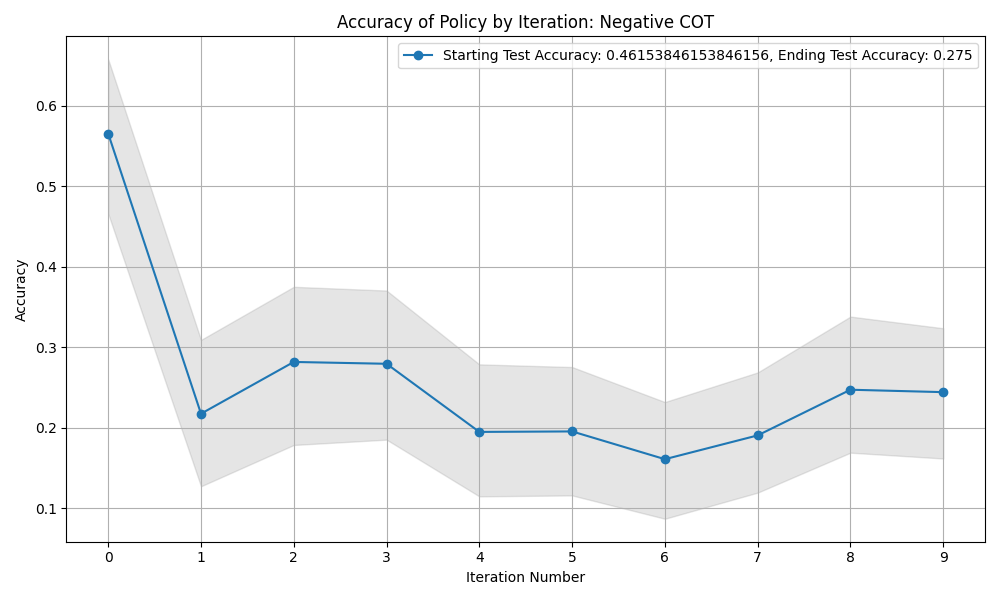 Accuracy of Policy by Iteration: Negative COT
Starting Test Accuracy: 0.46153846153846156, Ending Test Accuracy: 0.275
Accuracy
0.6
0.5
0.4
0.3
0.2
0.1
0 1 2 3 4 5 6 7 8 9
Iteration Number